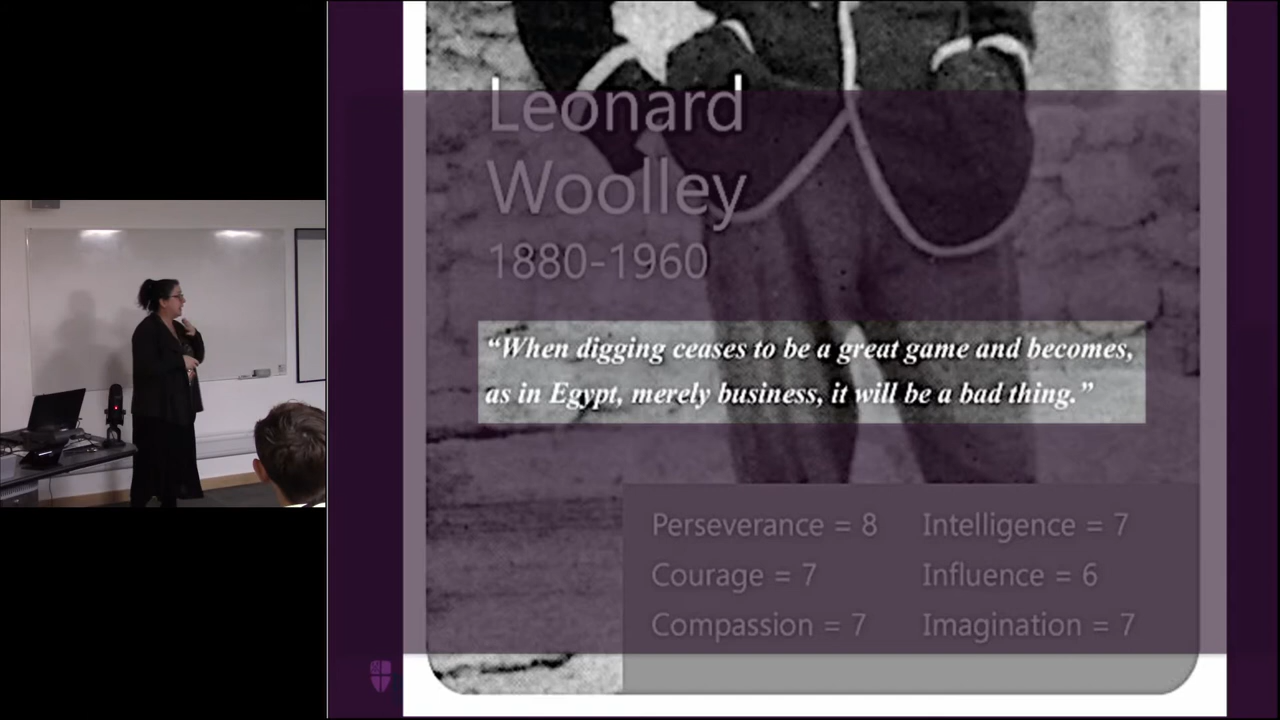 Leonard
Woolley
1880-1960
“When digging ceases to be a great game and becomes,
as in Egypt, merely business, it will be a bad thing.”
Perseverance = 8 Intelligence = 7
Courage = 7 Influence = 6
Compassion = 7 Imagination = 7